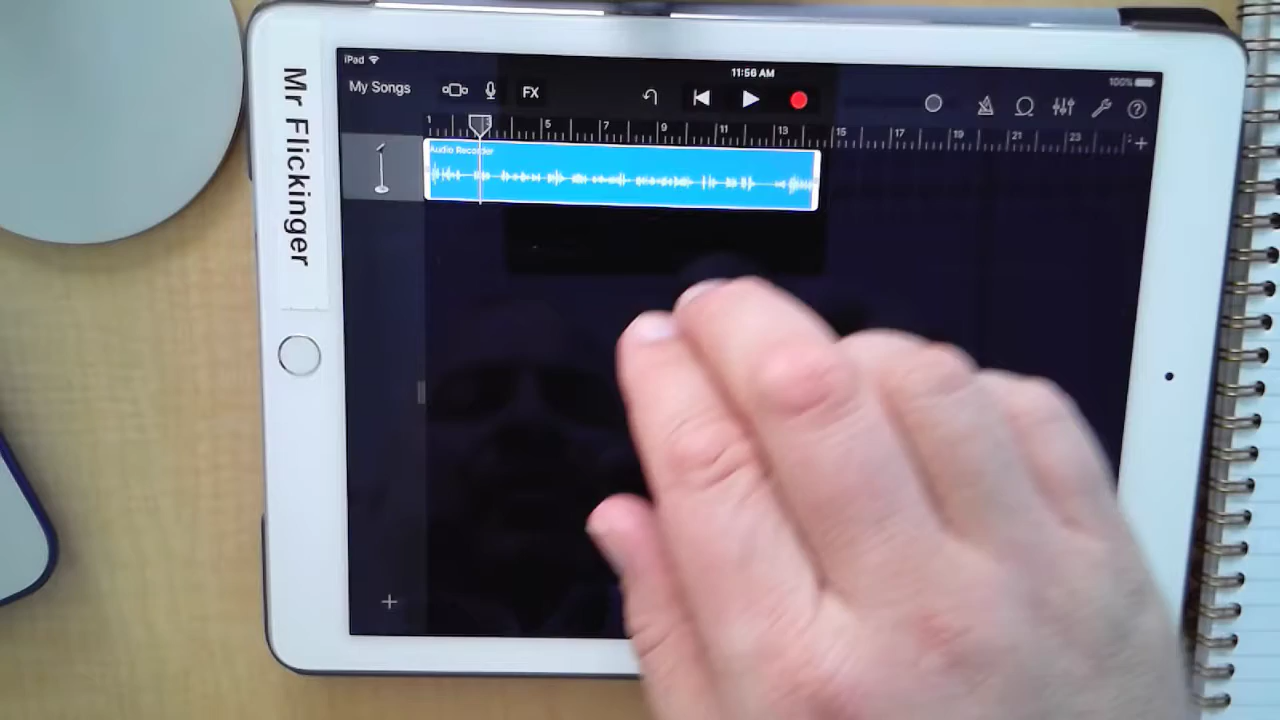 Mr Flickinger
iPad
11:56 AM
100%
My Songs
FX
1 3 5 7 9 11 13 15 17 19 21 23
Audio Recorder